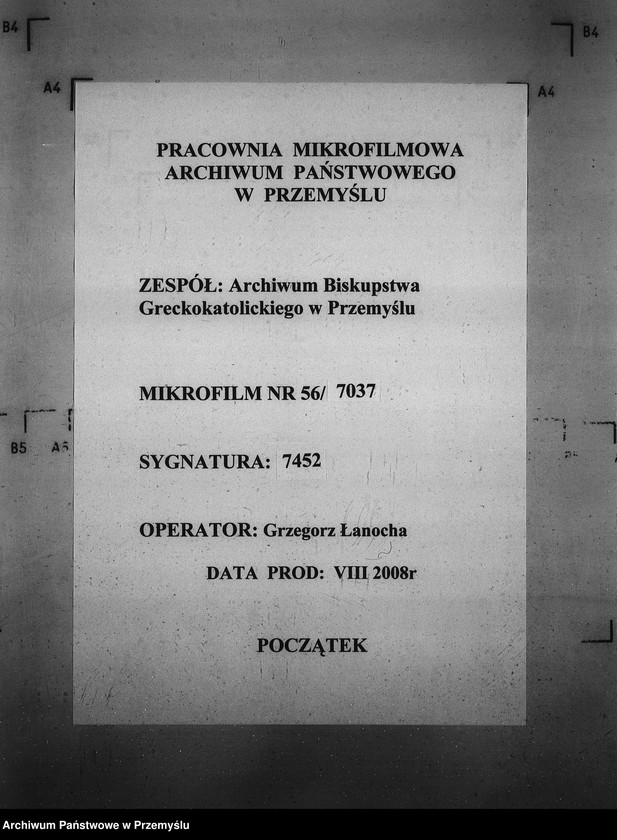 B4
B4
A4
A4
PRACOWNIA MIKROFILMOWA
ARCHIWUM PAŃSTWOWEGO
W PRZEMYŚLU
ZESPÓŁ: Archiwum Biskupstwa
Greckokatolickiego w Przemyślu
MIKROFILM NR 56/ 7037
B5 A5
SYGNATURA: 7452
OPERATOR: Grzegorz Łanocha
DATA PROD: VIII 2008r
POCZĄTEK
Archiwum Państwowe w Przemyślu